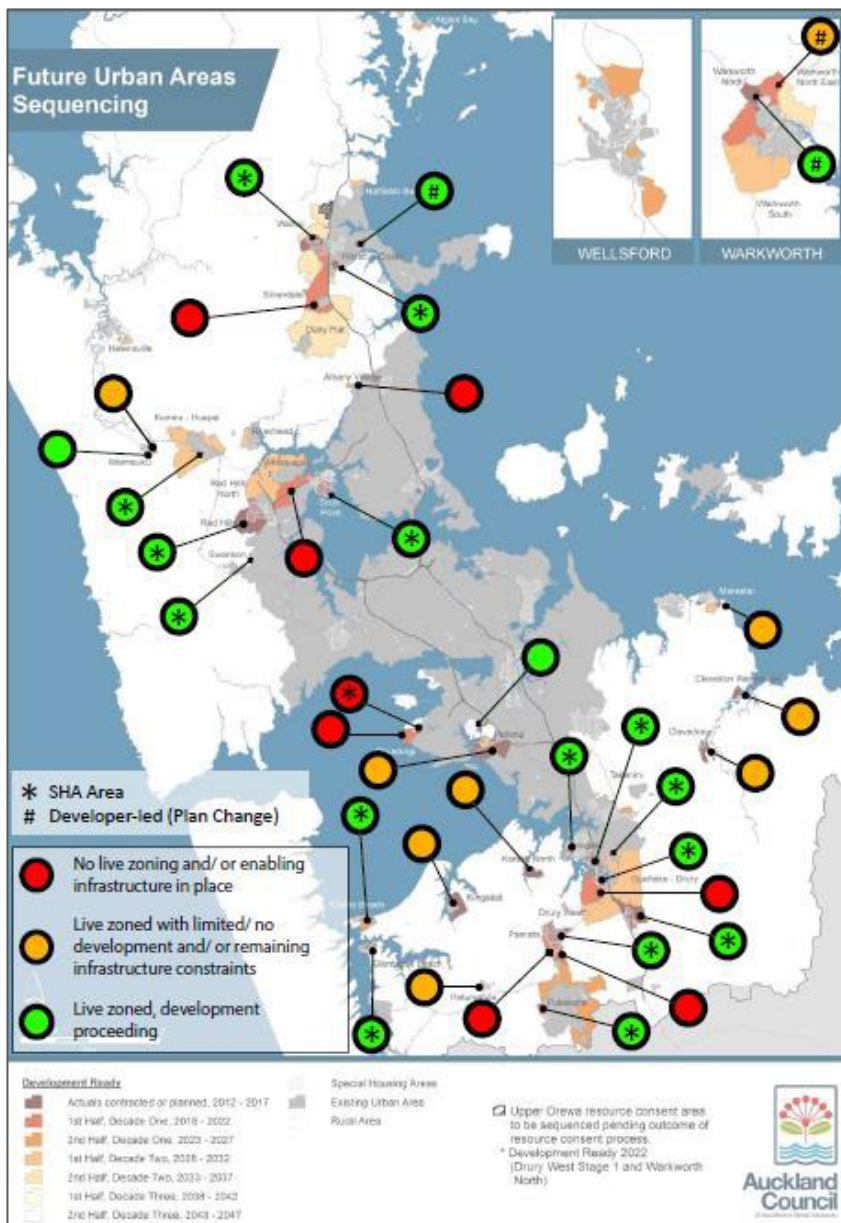 Future Urban Areas
Sequencing
Warkworth
North
Warkworth
North East
Warkworth
South
WELLSFORD
WARKWORTH
#
#
*
#
*
Silverdale
Dairy Flat
Helensville
Albany Village
Kumeu - Huapai
Riverhead
Whenuapai
Red Hills
North
Scott
Point
Red Hills
Swanson
*
*
*
*
Maraetai
Clevedon
*
*
*
*
*
Takanini
Karaka North
Opaheke - Drury
Kingseat
Drury West
Paerata
Glenbrook Beach
Patumahoe
Pukekohe
*
*
*
*
*
* SHA Area
# Developer-led (Plan Change)
No live zoning and/ or enabling
infrastructure in place
Live zoned with limited/ no
development and/ or remaining
infrastructure constraints
Live zoned, development
proceeding
Development Ready
Actuals contracted or planned, 2012 - 2017
1st Half, Decade One, 2018 - 2022
2nd Half, Decade One, 2023 - 2027
1st Half, Decade Two, 2028 - 2032
2nd Half, Decade Two, 2033 - 2037
1st Half, Decade Three, 2038 - 2042
2nd Half, Decade Three, 2043 - 2047
Special Housing Areas
Existing Urban Area
Rural Area
Upper Orewa resource consent area
to be sequenced pending outcome of
resource consent process.
* Development Ready 2022
(Drury West Stage 1 and Warkworth
North)
Auckland
Council